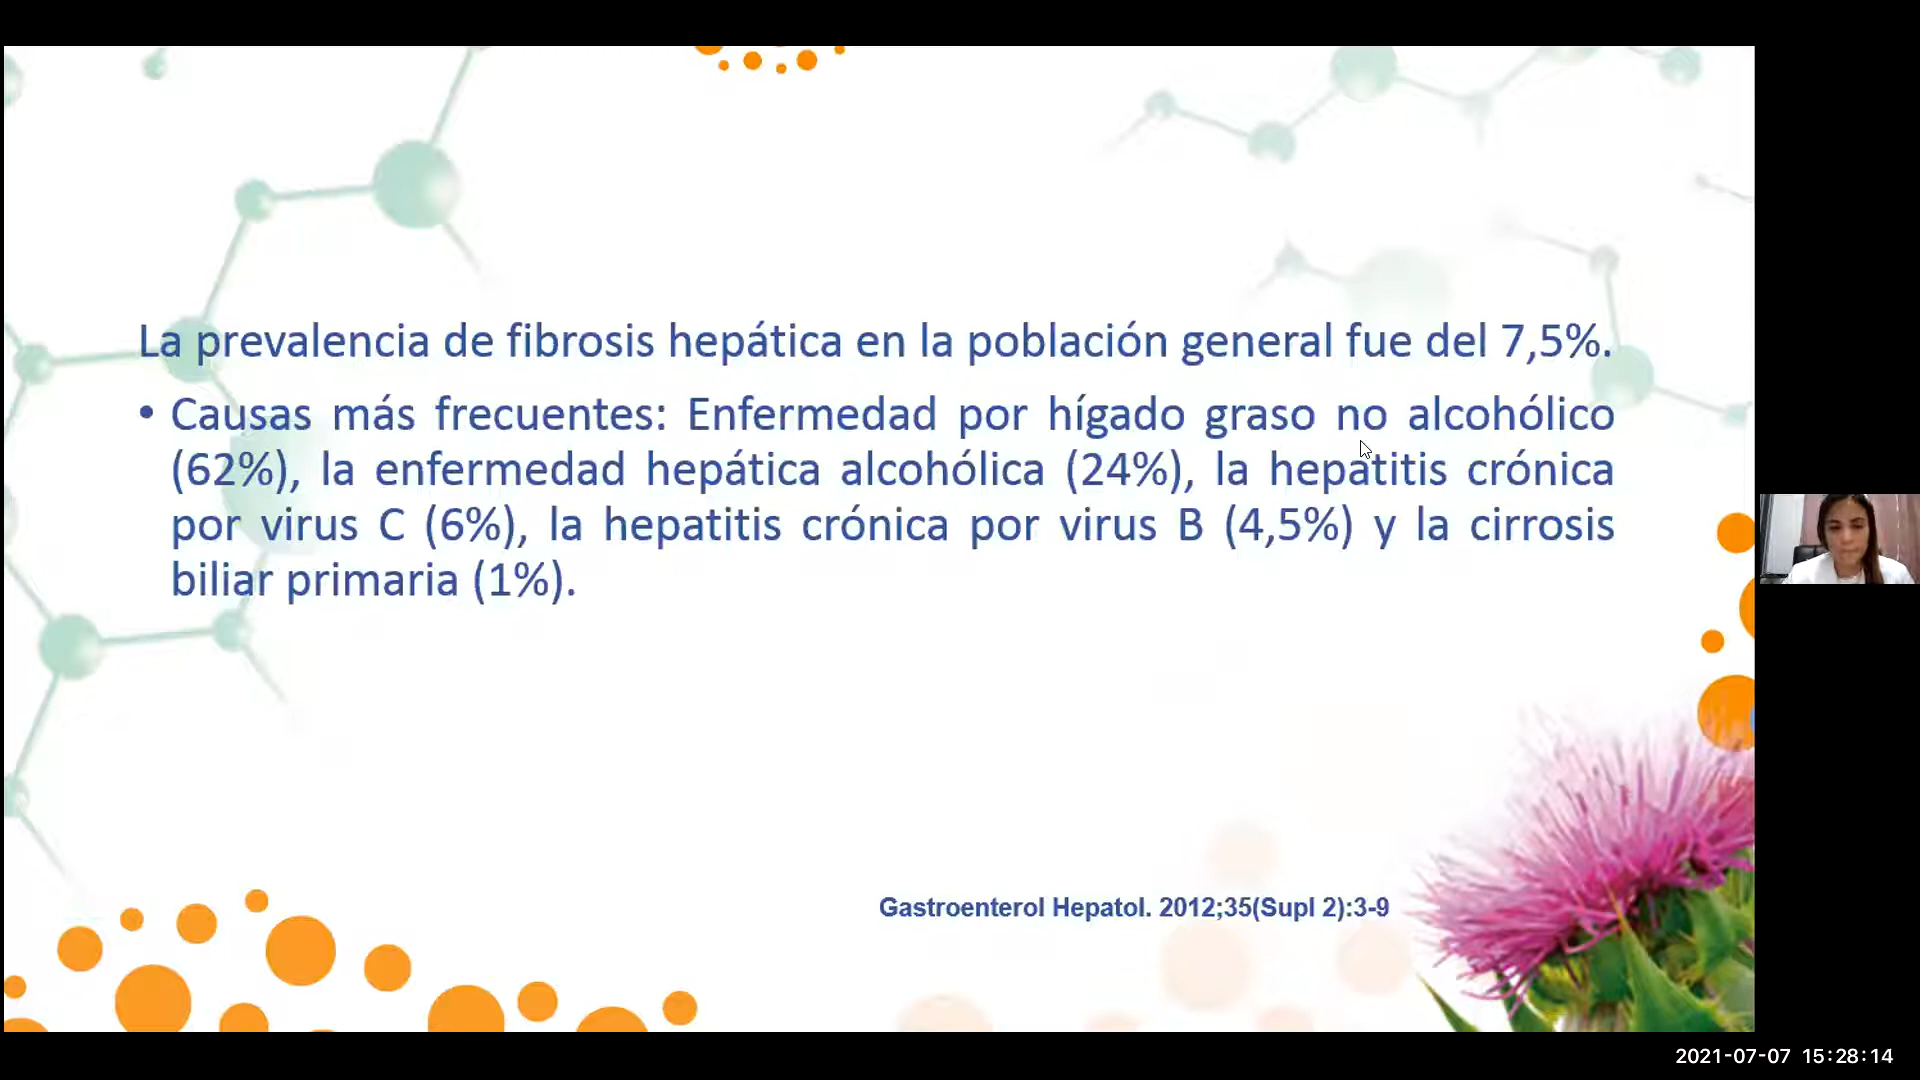 La prevalencia de fibrosis hepática en la población general fue del 7,5%.
• Causas más frecuentes: Enfermedad por hígado graso no alcohólico
(62%), la enfermedad hepática alcohólica (24%), la hepatitis crónica
por virus C (6%), la hepatitis crónica por virus B (4,5%) y la cirrosis
biliar primaria (1%).
Gastroenterol Hepatol. 2012;35(Supl 2):3-9
2021-07-07 15:28:14